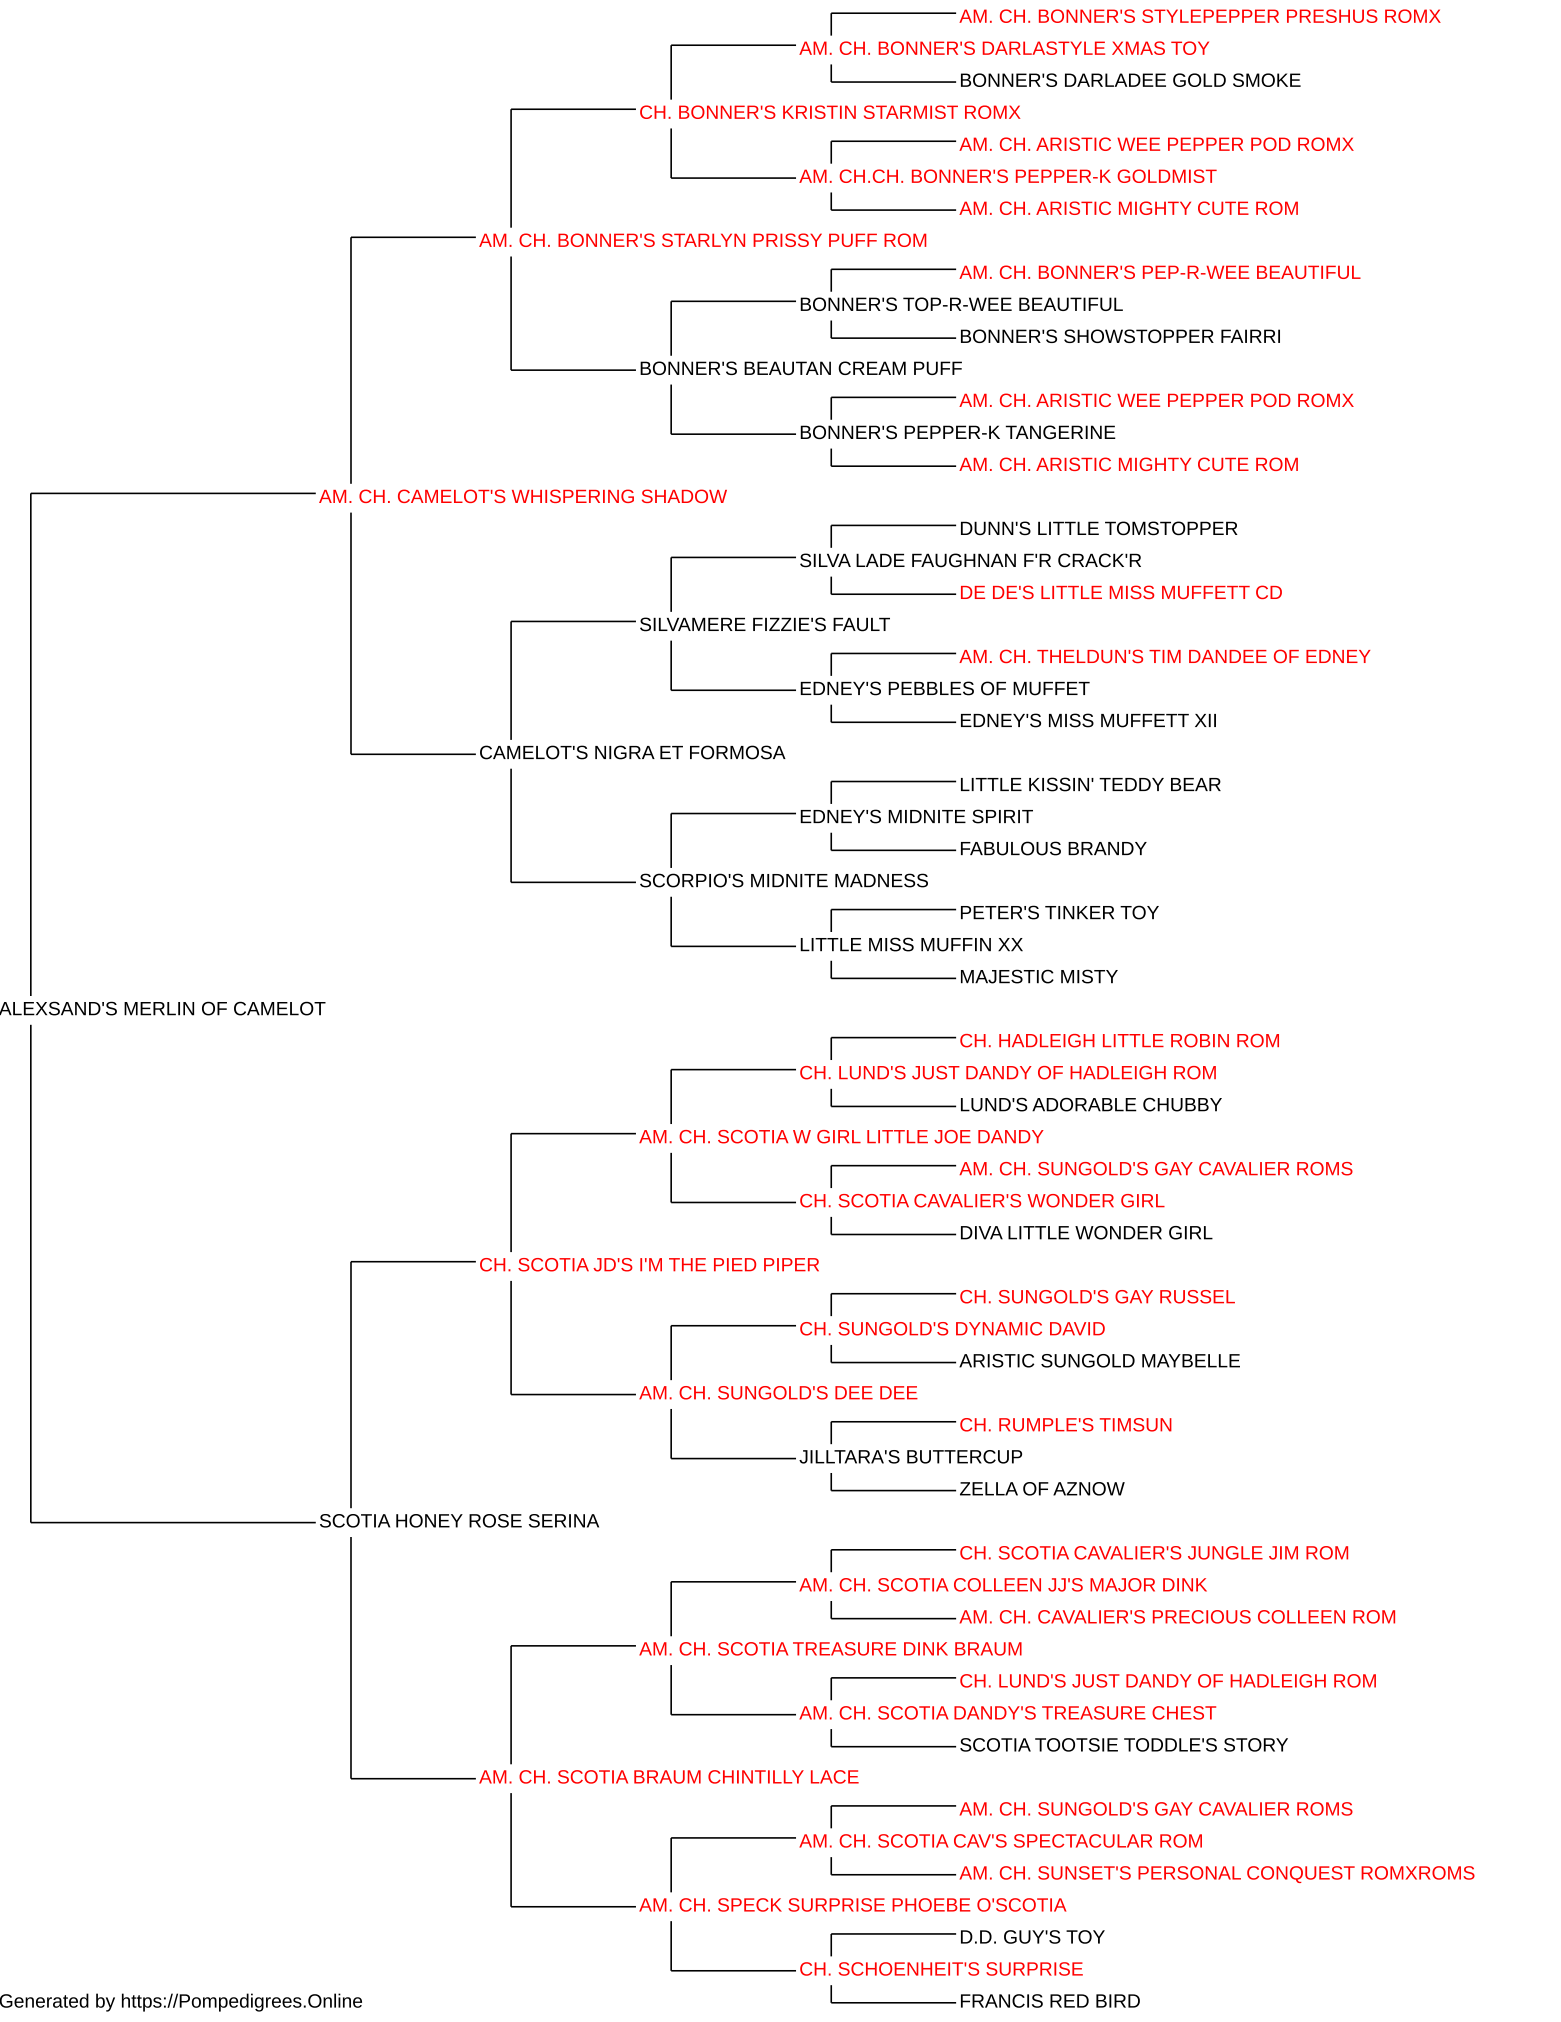 AM. CH. BONNER'S STYLEPEPPER PRESHUS ROMX
AM. CH. BONNER'S DARLASTYLE XMAS TOY
BONNER'S DARLADEE GOLD SMOKE
CH. BONNER'S KRISTIN STARMIST ROMX
AM. CH. ARISTIC WEE PEPPER POD ROMX
AM. CH.CH. BONNER'S PEPPER-K GOLDMIST
AM. CH. ARISTIC MIGHTY CUTE ROM
AM. CH. BONNER'S STARLYN PRISSY PUFF ROM
AM. CH. BONNER'S PEP-R-WEE BEAUTIFUL
BONNER'S TOP-R-WEE BEAUTIFUL
BONNER'S SHOWSTOPPER FAIRRI
BONNER'S BEAUTAN CREAM PUFF
AM. CH. ARISTIC WEE PEPPER POD ROMX
BONNER'S PEPPER-K TANGERINE
AM. CH. ARISTIC MIGHTY CUTE ROM
AM. CH. CAMELOT'S WHISPERING SHADOW
DUNN'S LITTLE TOMSTOPPER
SILVA LADE FAUGHNAN F'R CRACK'R
DE DE'S LITTLE MISS MUFFETT CD
SILVAMERE FIZZIE'S FAULT
AM. CH. THELDUN'S TIM DANDEE OF EDNEY
EDNEY'S PEBBLES OF MUFFET
EDNEY'S MISS MUFFETT XII
CAMELOT'S NIGRA ET FORMOSA
LITTLE KISSIN' TEDDY BEAR
EDNEY'S MIDNITE SPIRIT
FABULOUS BRANDY
SCORPIO'S MIDNITE MADNESS
PETER'S TINKER TOY
LITTLE MISS MUFFIN XX
MAJESTIC MISTY
ALEXSAND'S MERLIN OF CAMELOT
CH. HADLEIGH LITTLE ROBIN ROM
CH. LUND'S JUST DANDY OF HADLEIGH ROM
LUND'S ADORABLE CHUBBY
AM. CH. SCOTIA W GIRL LITTLE JOE DANDY
AM. CH. SUNGOLD'S GAY CAVALIER ROMS
CH. SCOTIA CAVALIER'S WONDER GIRL
DIVA LITTLE WONDER GIRL
CH. SCOTIA JD'S I'M THE PIED PIPER
CH. SUNGOLD'S GAY RUSSEL
CH. SUNGOLD'S DYNAMIC DAVID
ARISTIC SUNGOLD MAYBELLE
AM. CH. SUNGOLD'S DEE DEE
CH. RUMPLE'S TIMSUN
JILLTARA'S BUTTERCUP
ZELLA OF AZNOW
SCOTIA HONEY ROSE SERINA
CH. SCOTIA CAVALIER'S JUNGLE JIM ROM
AM. CH. SCOTIA COLLEEN JJ'S MAJOR DINK
AM. CH. CAVALIER'S PRECIOUS COLLEEN ROM
AM. CH. SCOTIA TREASURE DINK BRAUM
CH. LUND'S JUST DANDY OF HADLEIGH ROM
AM. CH. SCOTIA DANDY'S TREASURE CHEST
SCOTIA TOOTSIE TODDLE'S STORY
AM. CH. SCOTIA BRAUM CHINTILLY LACE
AM. CH. SUNGOLD'S GAY CAVALIER ROMS
AM. CH. SCOTIA CAV'S SPECTACULAR ROM
AM. CH. SUNSET'S PERSONAL CONQUEST ROMXROMS
AM. CH. SPECK SURPRISE PHOEBE O'SCOTIA
D.D. GUY'S TOY
CH. SCHOENHEIT'S SURPRISE
FRANCIS RED BIRD
Generated by https://Pompedigrees.Online